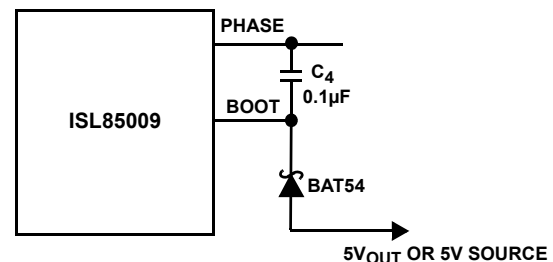 PHASE
C4
0.1µF
BOOT
ISL85009
BAT54
5VOUT OR 5V SOURCE